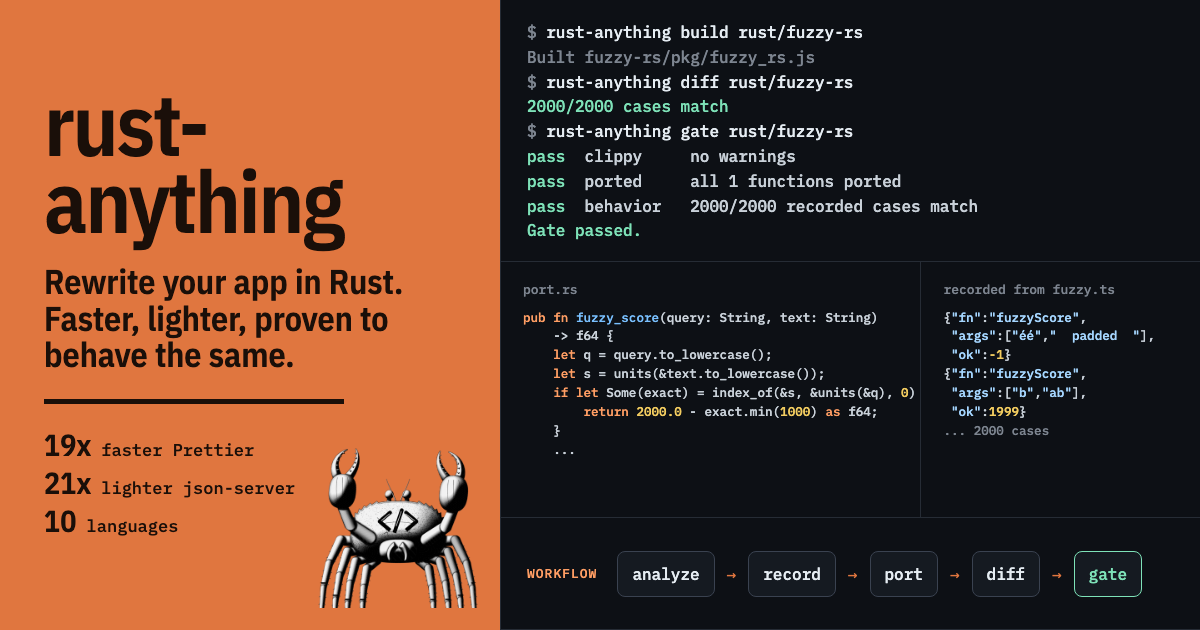 rust-
anything
Rewrite your app in Rust.
Faster, lighter, proven to
behave the same.
19x faster Prettier
21x lighter json-server
10 languages
</>
$ rust-anything build rust/fuzzy-rs
Built fuzzy-rs/pkg/fuzzy_rs.js
$ rust-anything diff rust/fuzzy-rs
2000/2000 cases match
$ rust-anything gate rust/fuzzy-rs
pass  clippy     no warnings
pass  ported     all 1 functions ported
pass  behavior   2000/2000 recorded cases match
Gate passed.
port.rs
pub fn fuzzy_score(query: String, text: String)
    -> f64 {
    let q = query.to_lowercase();
    let s = units(&text.to_lowercase());
    if let Some(exact) = index_of(&s, &units(&q), 0)
        return 2000.0 - exact.min(1000) as f64;
    }
    ...
recorded from fuzzy.ts
{"fn":"fuzzyScore",
 "args":["éé","  padded  "],
 "ok":-1}
{"fn":"fuzzyScore",
 "args":["b","ab"],
 "ok":1999}
... 2000 cases
WORKFLOW analyze → record → port → diff → gate